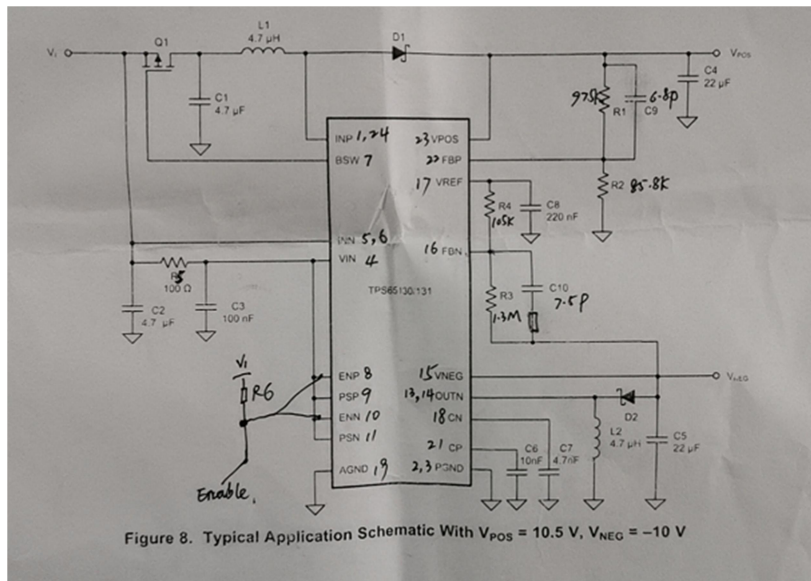 Q1
L1
4.7 µH
D1
VI
VPOS
C1
4.7 µF
975k
R1
6.8p
C9
C4
22 µF
INP 1,24
23 VPOS
BSW 7
22 FBP
17 VREF
R2 85.8K
R4
105K
C8
220 nF
INN 5,6
VIN 4
16 FBN
R5
100 Ω
TPS65130/131
R3
1.3M
C10
7.5p
C2
4.7 µF
C3
100 nF
VI
R6
ENP 8
15 VNEG
VNEG
PSP 9
13,14 OUTN
ENN 10
18 CN
D2
PSN 11
21 CP
L2
4.7 µH
C5
22 µF
C6
10nF
C7
4.7nF
AGND 19
2,3 PGND
Enable.
Figure 8. Typical Application Schematic With VPOS = 10.5 V, VNEG = –10 V